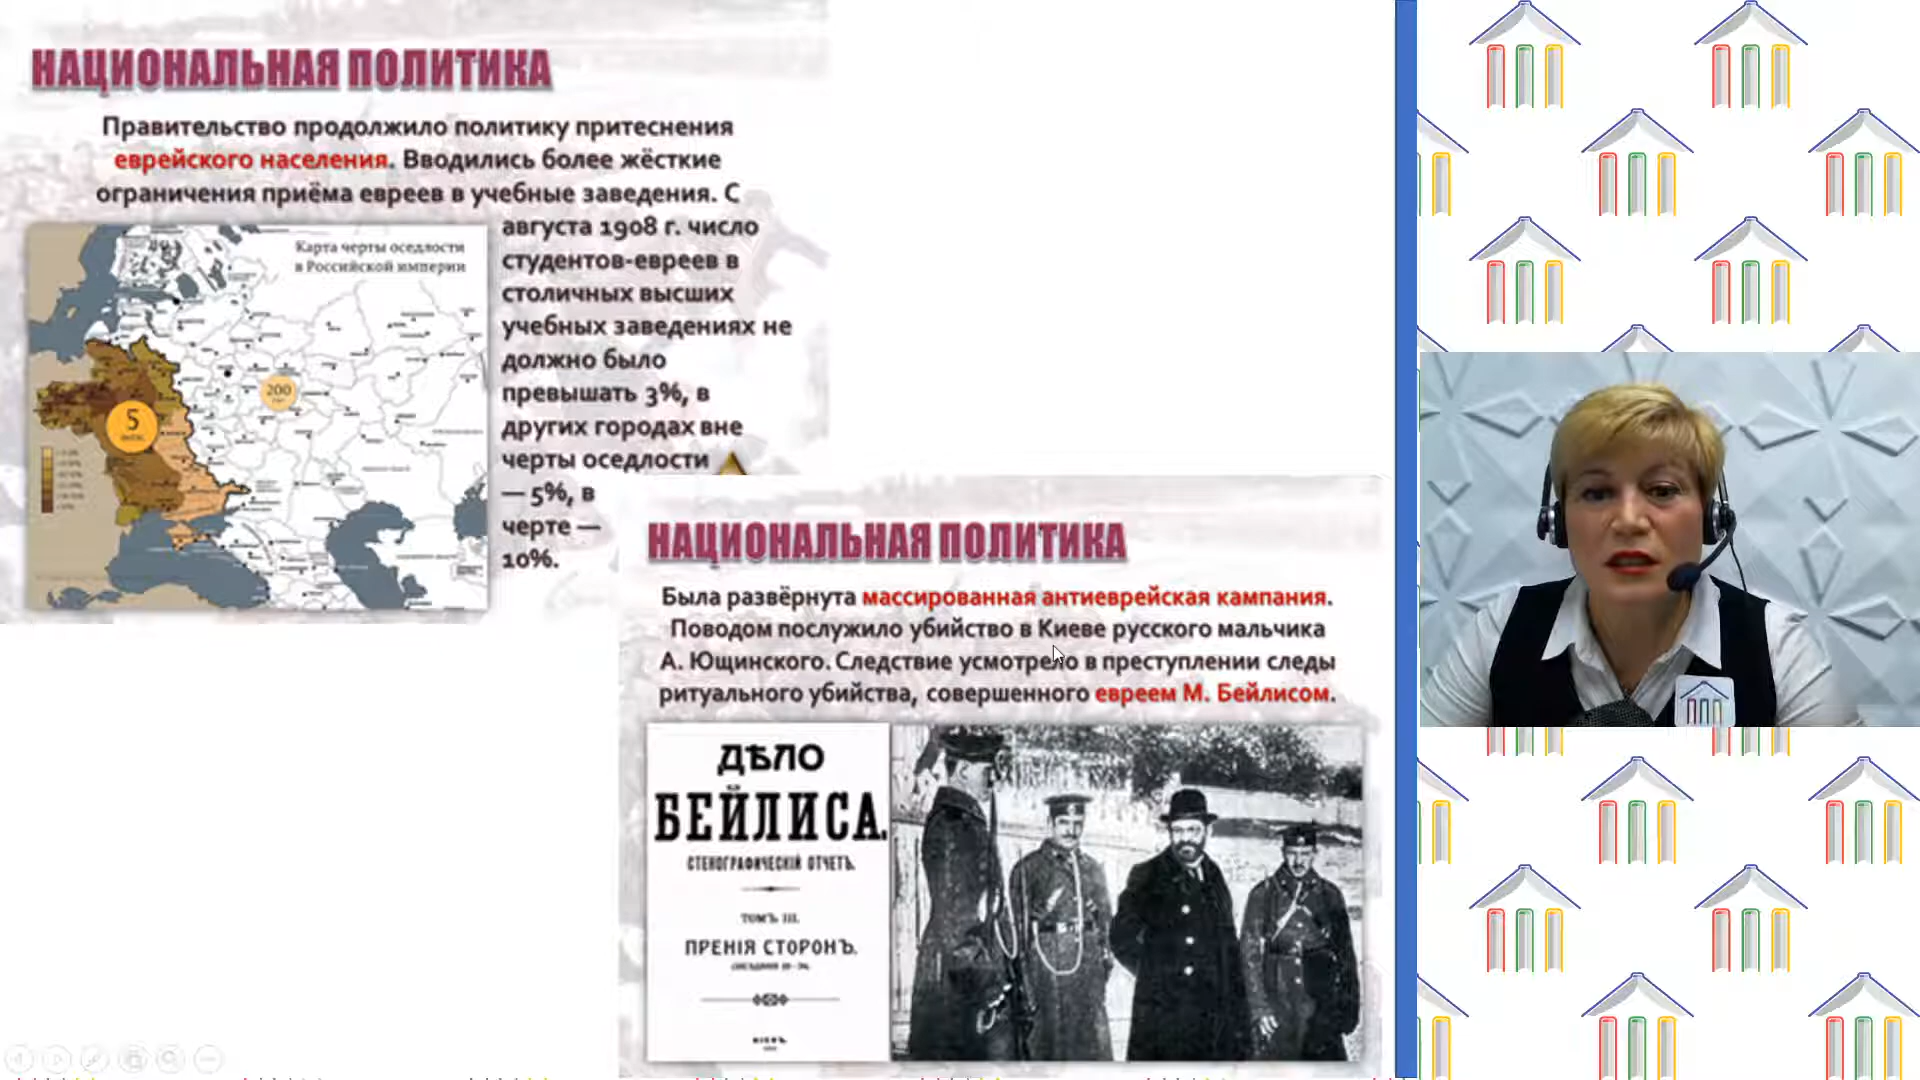 НАЦИОНАЛЬНАЯ ПОЛИТИКА
Правительство продолжило политику притеснения
еврейского населения. Вводились более жёсткие
ограничения приёма евреев в учебные заведения. С
августа 1908 г. число
студентов-евреев в
столичных высших
учебных заведениях не
должно было
превышать 3%, в
других городах вне
черты оседлости
— 5%, в
черте —
10%.
Карта черты оседлости
в Российской империи
200
5
НАЦИОНАЛЬНАЯ ПОЛИТИКА
Была развёрнута массированная антиеврейская кампания.
Поводом послужило убийство в Киеве русского мальчика
А. Ющинского. Следствие усмотрело в преступлении следы
ритуального убийства, совершенного евреем М. Бейлисом.
ДѢЛО
БЕЙЛИСА.
СТЕНОГРАФИЧЕСКІЙ ОТЧЕТЪ.
ТОМЪ III.
ПРЕНІЯ СТОРОНЪ.